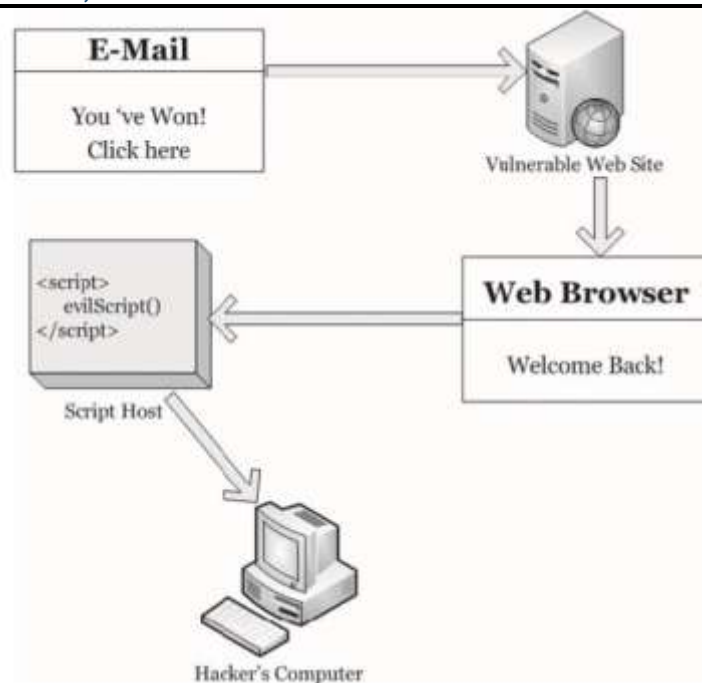 E-Mail
You ‘ve Won!
Click here
Vulnerable Web Site
Web Browser
Welcome Back!
<script>
evilScript()
</script>
Script Host
Hacker's Computer